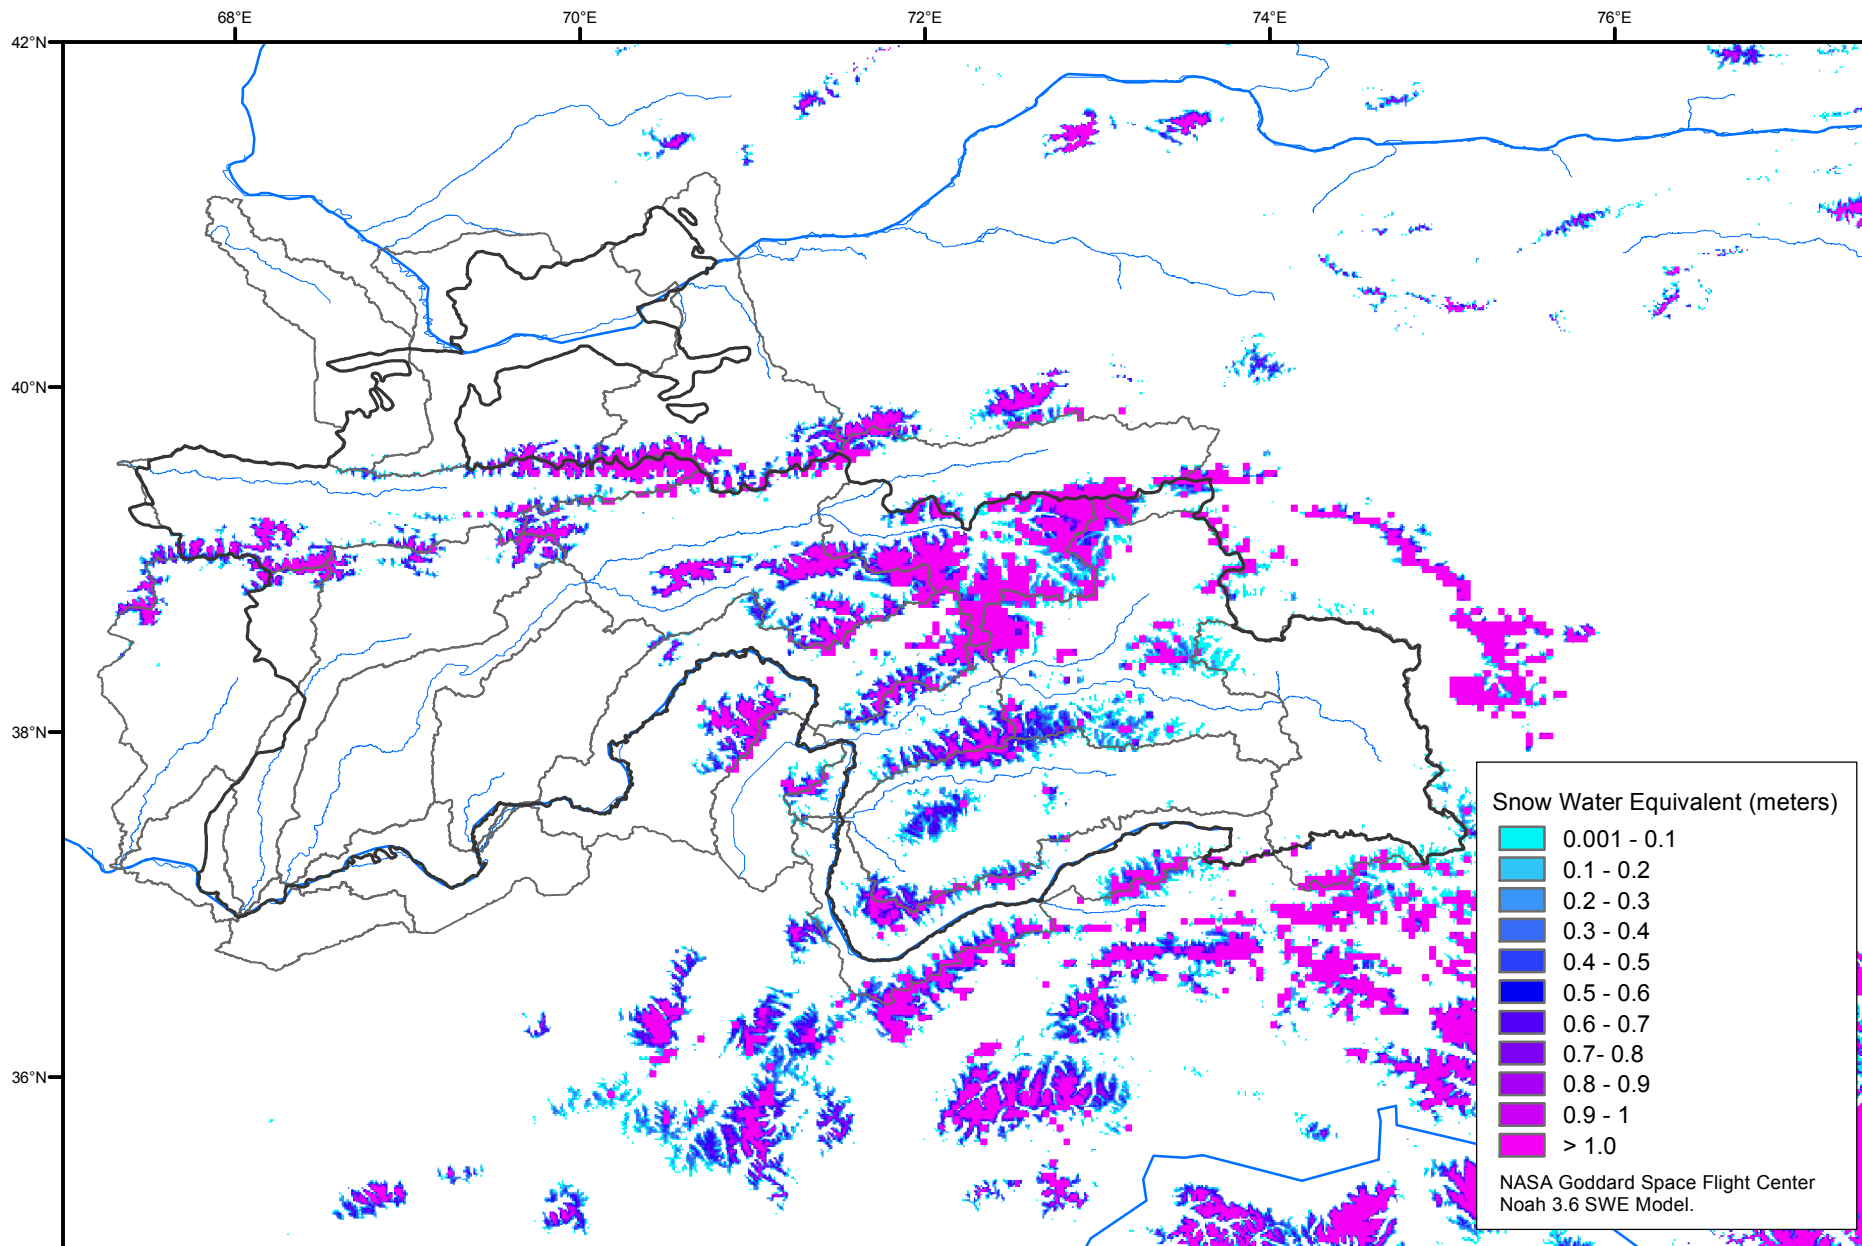 68°E 70°E 72°E 74°E 76°E
42°N
40°N
38°N
36°N
Snow Water Equivalent (meters)
0.001 - 0.1
0.1 - 0.2
0.2 - 0.3
0.3 - 0.4
0.4 - 0.5
0.5 - 0.6
0.6 - 0.7
0.7- 0.8
0.8 - 0.9
0.9 - 1
> 1.0
NASA Goddard Space Flight Center
Noah 3.6 SWE Model.